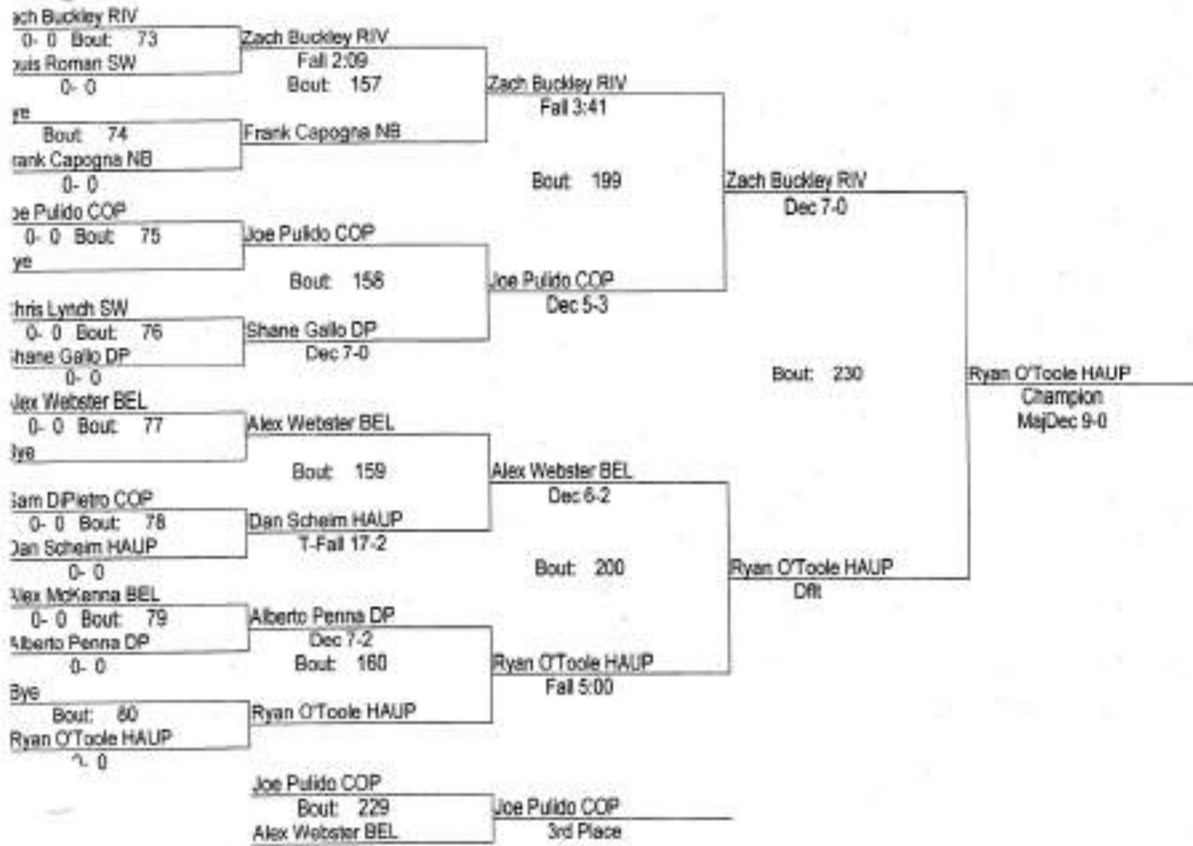 ach Buckley RIV
0- 0 Bout: 73
ouis Roman SW
0- 0
ye
Bout 74
rank Capogna NB
0- 0
oe Pulido COP
0- 0 Bout: 75
ye
hris Lynch SW
0- 0 Bout: 76
hane Gallo DP
0- 0
Alex Webster BEL
0- 0 Bout: 77
Bye
Sam DiPietro COP
0- 0 Bout: 78
Dan Scheim HAUP
0- 0
Alex McKenna BEL
0- 0 Bout: 79
Alberto Penna DP
0- 0
Bye
Bout: 80
Ryan O'Toole HAUP
- 0
Zach Buckley RIV
Fall 2:09
Bout: 157
Frank Capogna NB
Joe Pulido COP
Bout: 158
Shane Gallo DP
Dec 7-0
Alex Webster BEL
Bout: 159
Dan Scheim HAUP
T-Fall 17-2
Alberto Penna DP
Dec 7-2
Bout: 160
Ryan O'Toole HAUP
Zach Buckley RIV
Fall 3:41
Bout: 199
Joe Pulido COP
Dec 5-3
Alex Webster BEL
Dec 6-2
Bout: 200
Ryan O'Toole HAUP
Fall 5:00
Zach Buckley RIV
Dec 7-0
Bout: 230
Ryan O'Toole HAUP
Dflt
Ryan O'Toole HAUP
Champion
MajDec 9-0
Joe Pulido COP
Bout: 229
Alex Webster BEL
Joe Pulido COP
3rd Place